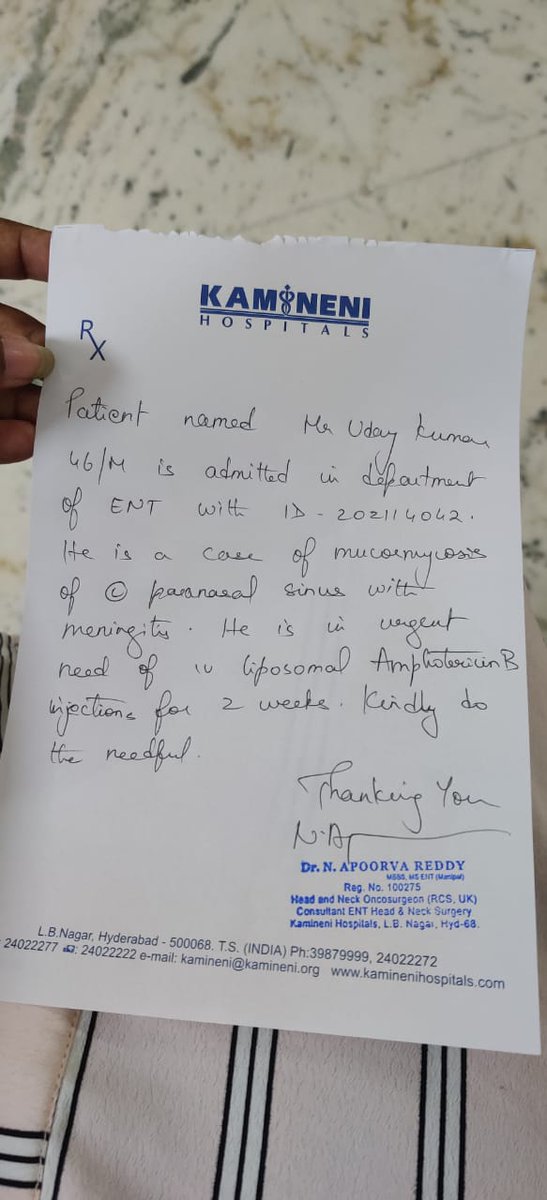 KAMINENI
HOSPITALS
Rx
Patient named Mr Uday Kumar
46/M is admitted in department
of ENT with ID - 202114042.
He is a case of mucormycosis
of Ⓛ paranasal sinus with
meningitis. He is in urgent
need of IV liposomal Amphotericin B
injections for 2 weeks. Kindly do
the needful.
Thanking You
N.A
Dr. N. APOORVA REDDY
MBBS, MS ENT (Manipal)
Reg. No. 100275
Head and Neck Oncosurgeon (RCS, UK)
Consultant ENT Head & Neck Surgery
Kamineni Hospitals, L.B. Nagar, Hyd-68.
L.B.Nagar, Hyderabad - 500068. T.S. (INDIA) Ph:39879999, 24022272
24022277 : 24022222 e-mail: kamineni@kamineni.org www.kaminenihospitals.com